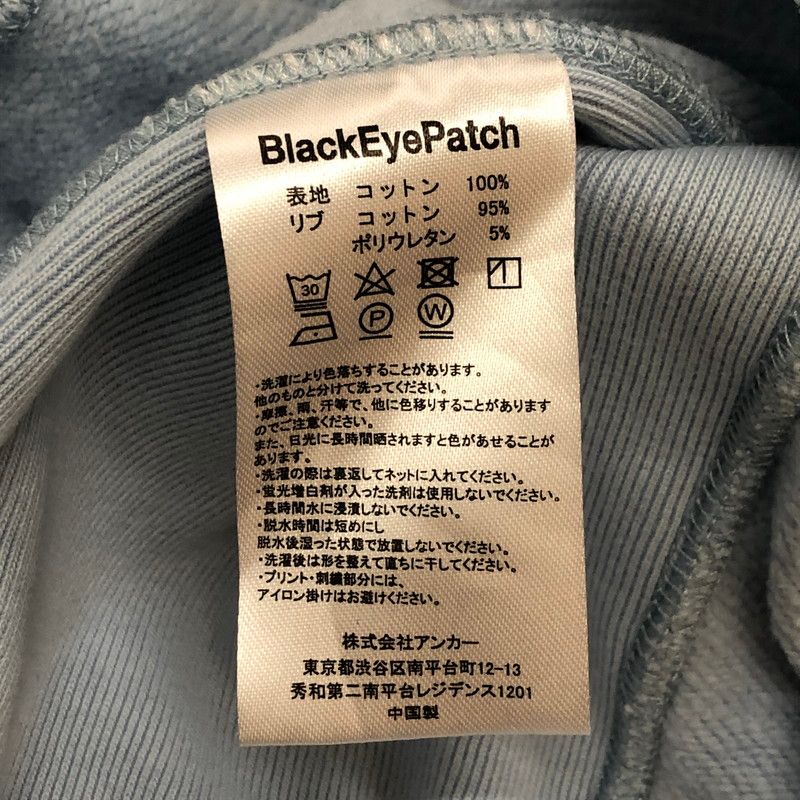 BlackEyePatch
表地 コットン 100%
リブ コットン 95%
ポリウレタン 5%
30
P W
・洗濯により色落ちすることがあります。
他のものと分けて洗ってください。
・摩擦、雨、汗等で、他に色移りすることがあります
のでご注意ください。
また、日光に長時間晒されますと色があせることが
あります。
・洗濯の際は裏返してネットに入れてください。
・蛍光増白剤が入った洗剤は使用しないでください。
・長時間水に浸漬しないでください。
・脱水時間は短めにし
脱水後湿った状態で放置しないでください。
・洗濯後は形を整えて直ちに干してください。
・プリント・刺繍部分には、
アイロン掛けはお避けください。
株式会社アンカー
東京都渋谷区南平台町12-13
秀和第二南平台レジデンス1201
中国製